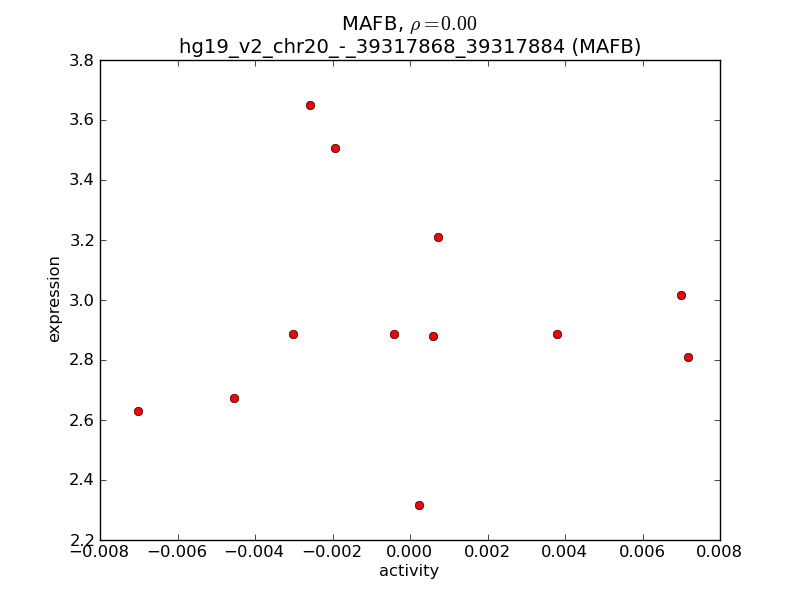 MAFB, ρ = 0.00
hg19_v2_chr20_-_39317868_39317884 (MAFB)
3.8
3.6
3.4
3.2
3.0
2.8
2.6
2.4
2.2
expression
−0.008 −0.006 −0.004 −0.002 0.000 0.002 0.004 0.006 0.008
activity